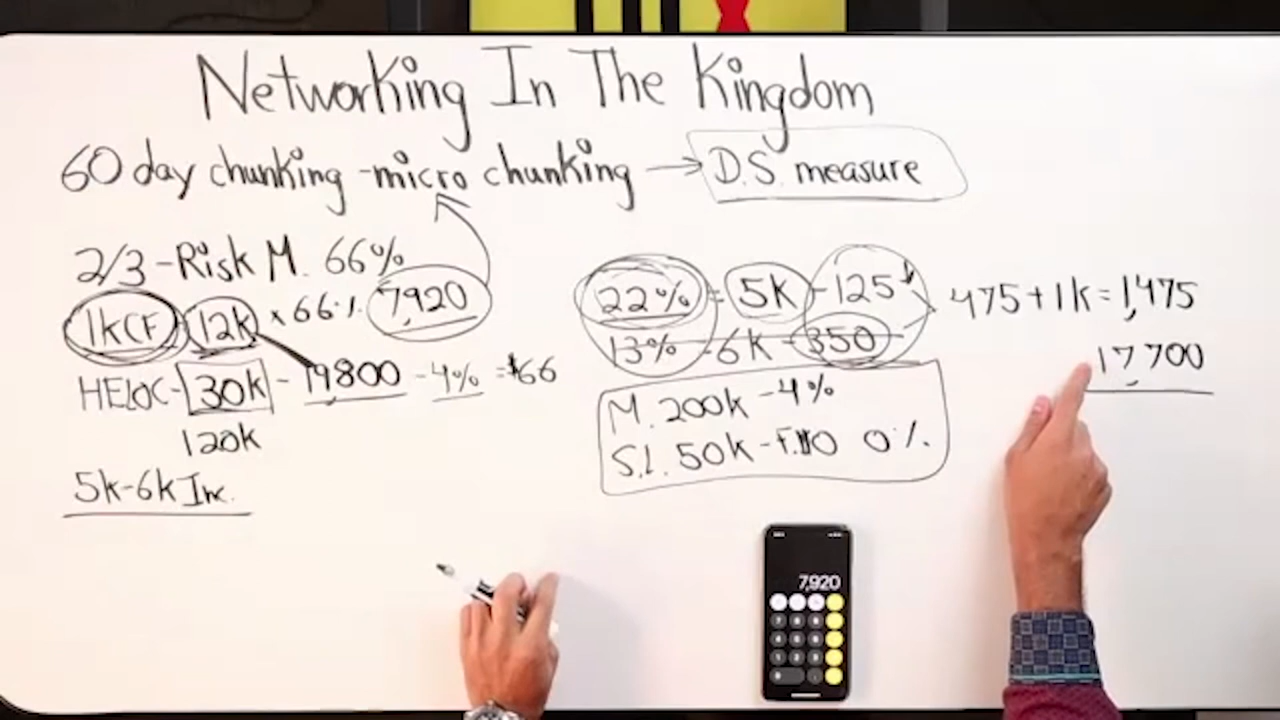 Networking In The Kingdom
60 day chunking - micro chunking → D.S. measure
2/3 - Risk M. 66%
1kCF 12k x 66% 7,920
HELOC - 30k - 19800 - 4% = $66
120k
5k-6k Inc.
22% = 5k - 125
13% - 6k - 350
475 + 1k = 1,475
17,700
M. 200k - 4%
S.L. 50k - 0%.
7,920